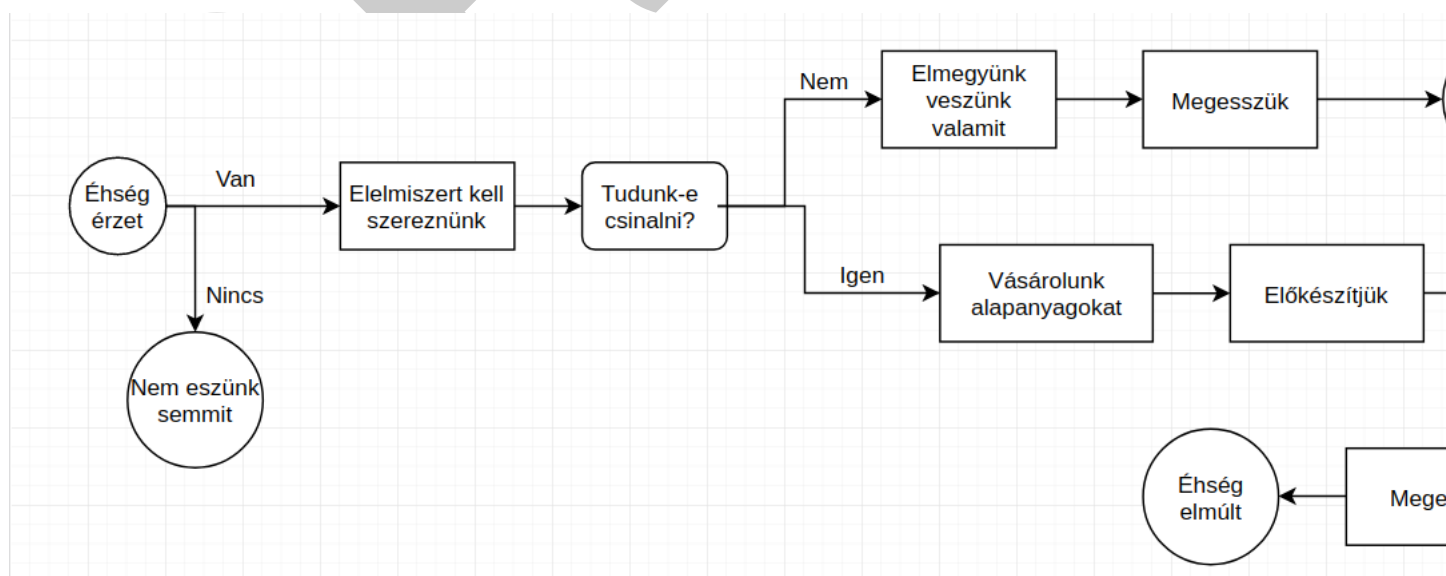 Éhség
érzet
Van
Nincs
Nem eszünk
semmit
Elelmiszert kell
szereznünk
Tudunk-e
csinalni?
Nem
Elmegyünk
veszünk
valamit
Megesszük
Igen
Vásárolunk
alapanyagokat
Előkészítjük
Éhség
elmúlt
Mege